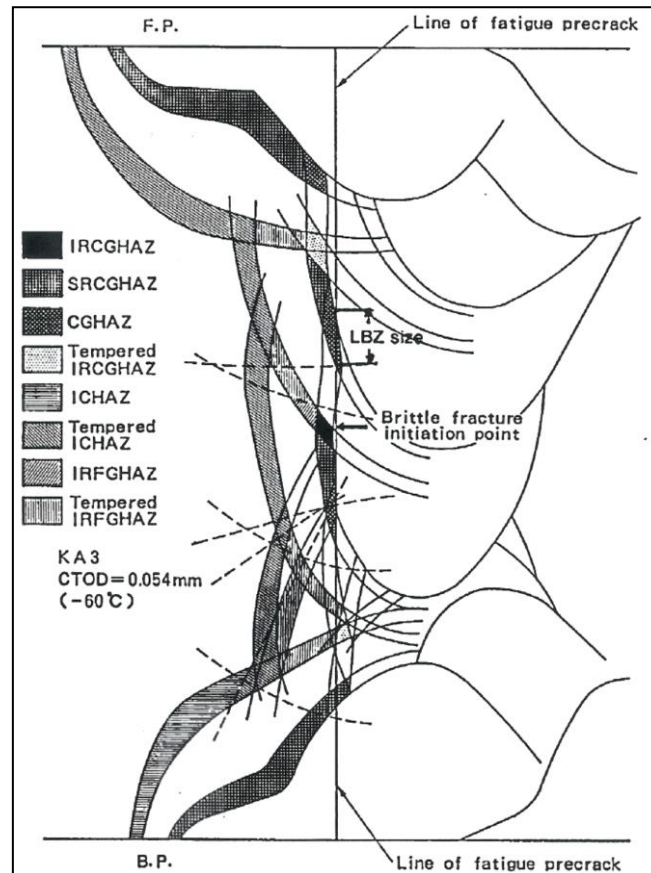 F.P.
Line of fatigue precrack
IRCGHAZ
SRCGHAZ
CGHAZ
Tempered
IRCGHAZ
ICHAZ
Tempered
ICHAZ
IRFGHAZ
Tempered
IRFGHAZ
LBZ size
Brittle fracture
initiation point
KA3
CTOD=0.054mm
(-60℃)
B.P.
Line of fatigue precrack